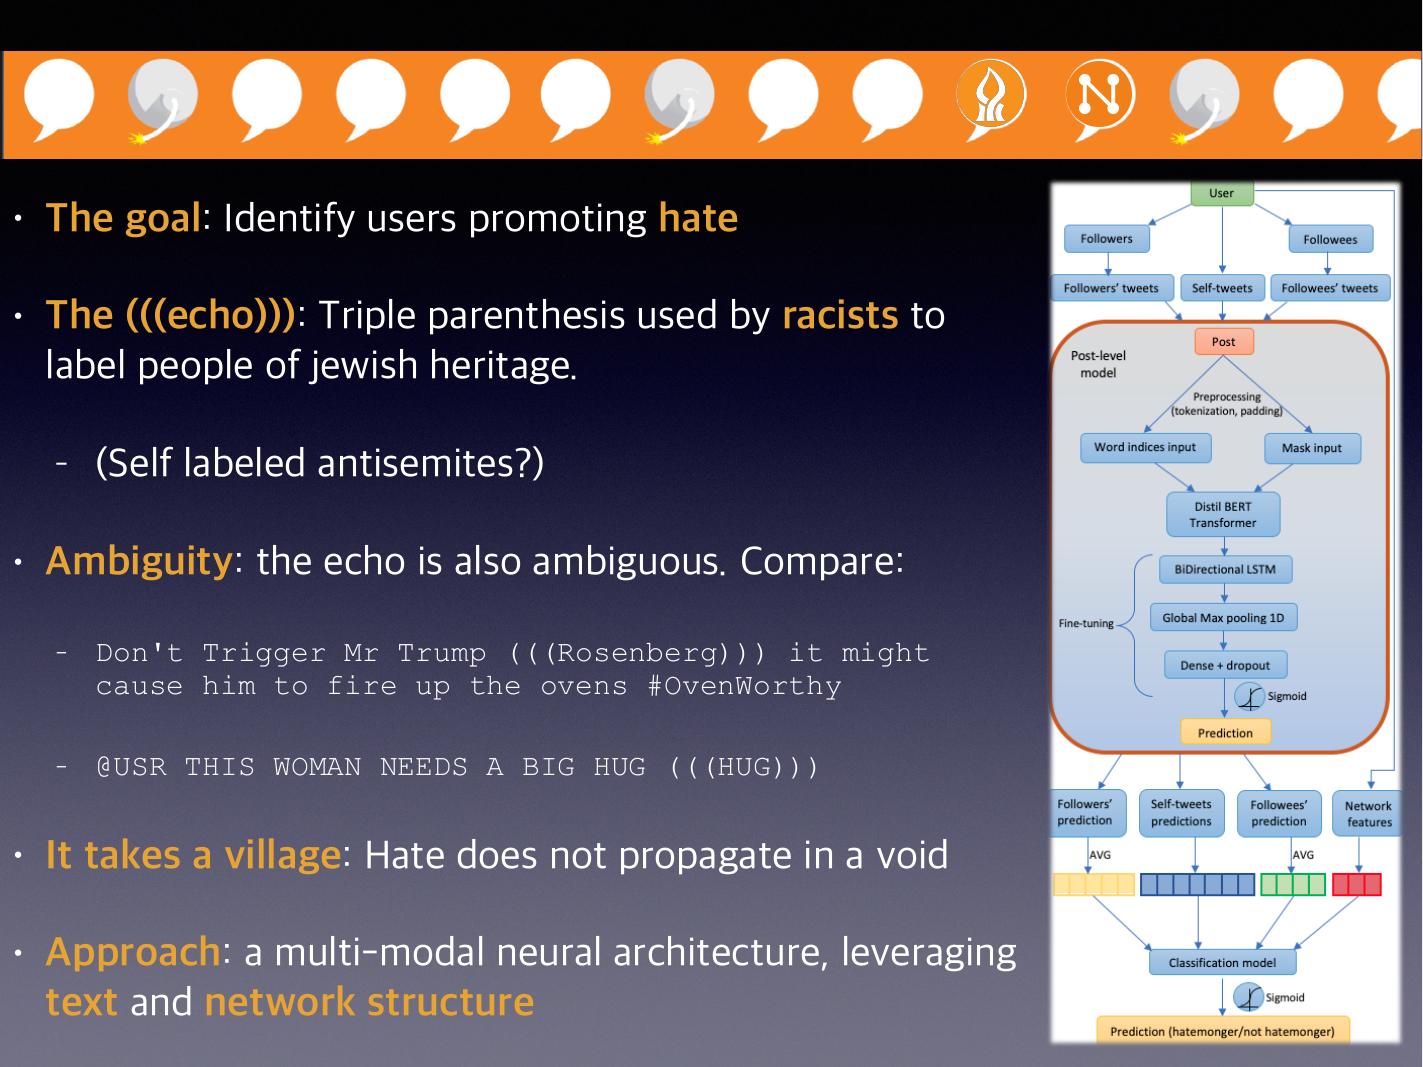 • The goal: Identify users promoting hate
• The (((echo))): Triple parenthesis used by racists to
label people of jewish heritage.
- (Self labeled antisemites?)
• Ambiguity: the echo is also ambiguous. Compare:
- Don't Trigger Mr Trump (((Rosenberg))) it might
cause him to fire up the ovens #OvenWorthy
- @USR THIS WOMAN NEEDS A BIG HUG (((HUG)))
• It takes a village: Hate does not propagate in a void
• Approach: a multi-modal neural architecture, leveraging
text and network structure
User
Followers
Followees
Followers' tweets
Self-tweets
Followees' tweets
Post
Post-level
model
Preprocessing
(tokenization, padding)
Word indices input
Mask input
Distil BERT
Transformer
BiDirectional LSTM
Global Max pooling 1D
Fine-tuning
Dense + dropout
Sigmoid
Prediction
Followers'
prediction
Self-tweets
predictions
Followees'
prediction
Network
features
AVG
AVG
Classification model
Sigmoid
Prediction (hatemonger/not hatemonger)